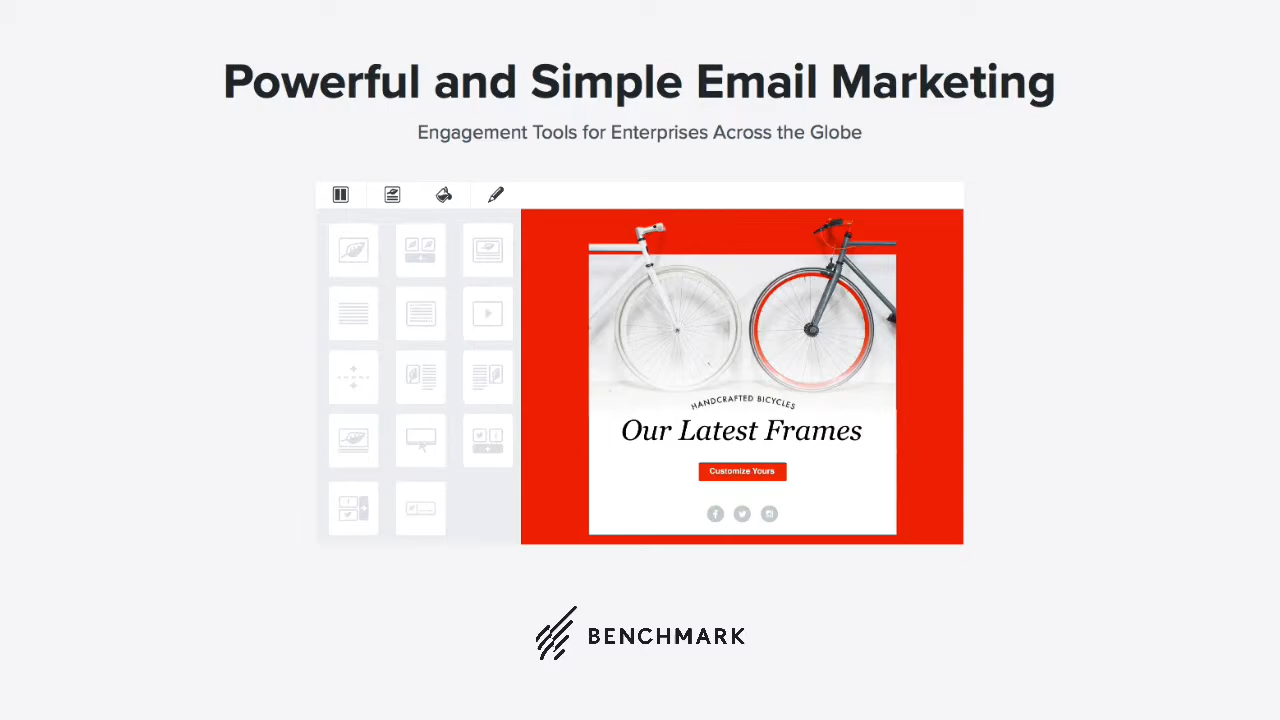 Powerful and Simple Email Marketing
Engagement Tools for Enterprises Across the Globe
HANDCRAFTED BICYCLES
Our Latest Frames
Customize Yours
BENCHMARK